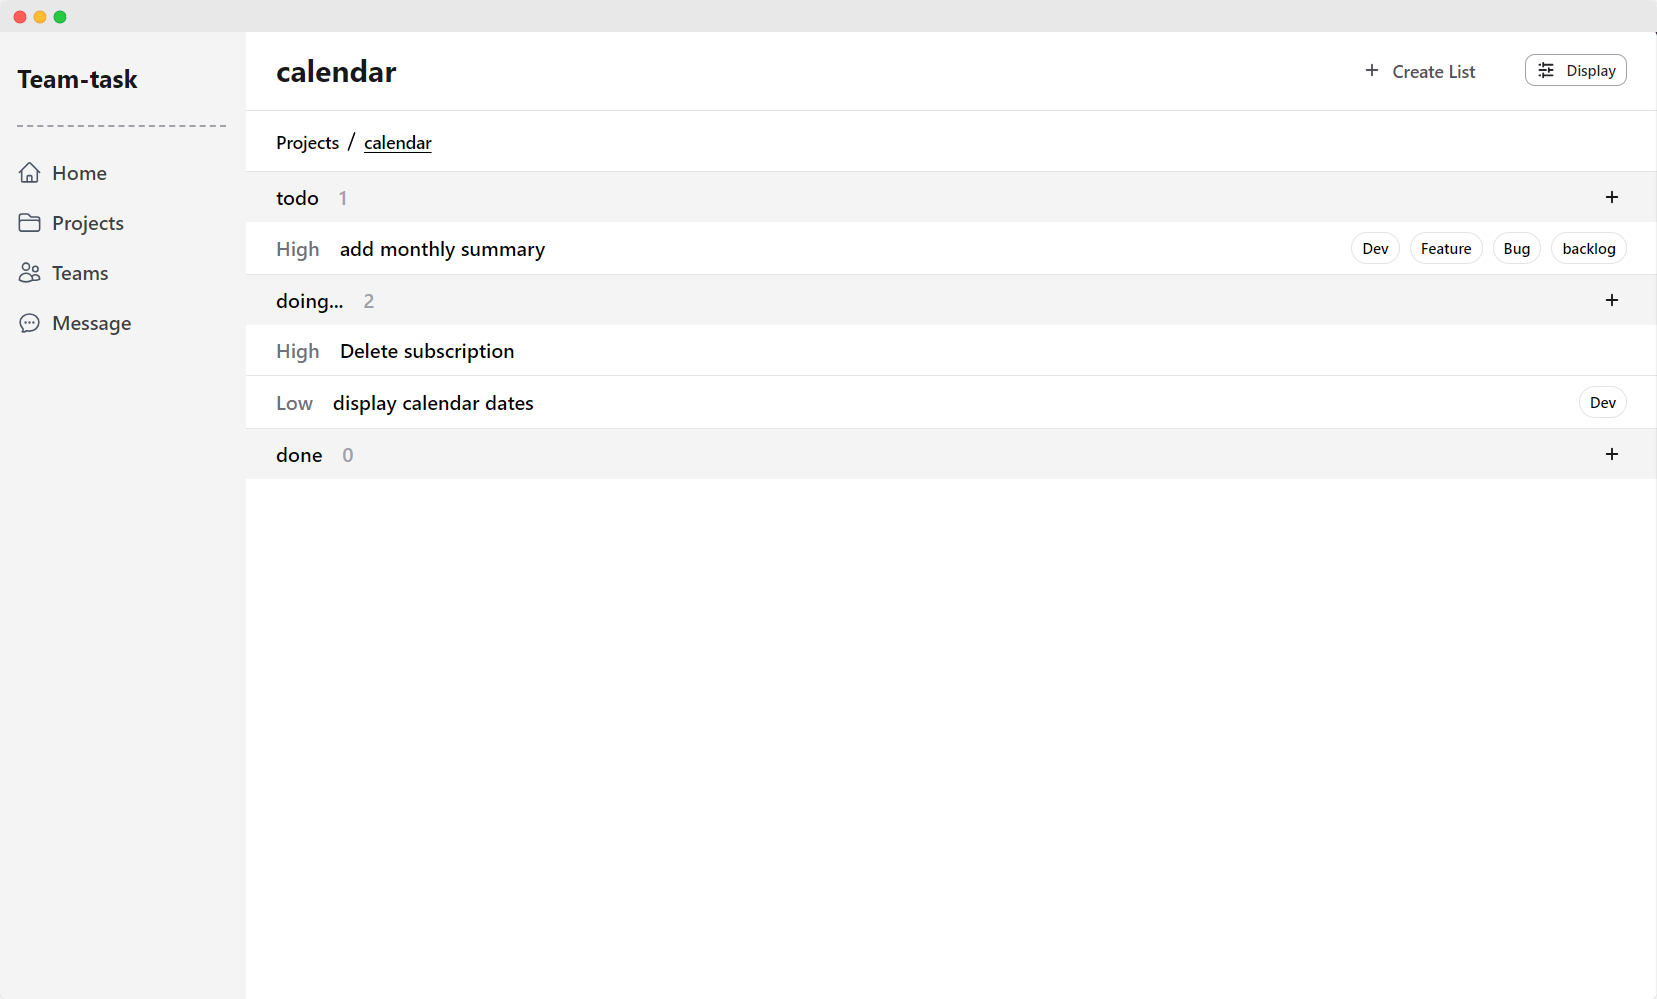 Team-task
Home
Projects
Teams
Message
calendar
+ Create List
Display
Projects / calendar
todo 1 +
High add monthly summary Dev Feature Bug backlog
doing... 2 +
High Delete subscription
Low display calendar dates Dev
done 0 +